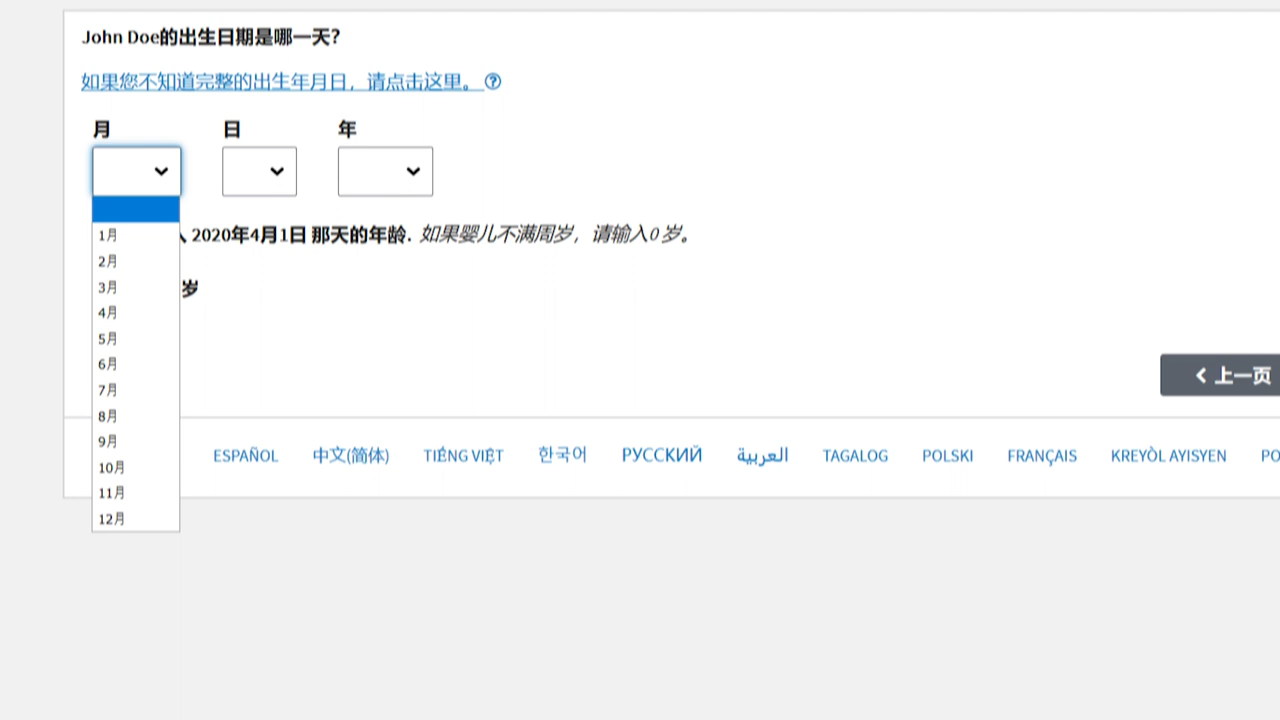 John Doe的出生日期是哪一天?
如果您不知道完整的出生年月日，请点击这里。
月 日 年
2020年4月1日 那天的年龄. 如果婴儿不满周岁，请输入0 岁。
岁
1月
2月
3月
4月
5月
6月
7月
8月
9月
10月
11月
12月
上一页
ESPAÑOL 中文(简体) TIẾNG VIỆT 한국어 РУССКИЙ العربية TAGALOG POLSKI FRANÇAIS KREYÒL AYISYEN PO